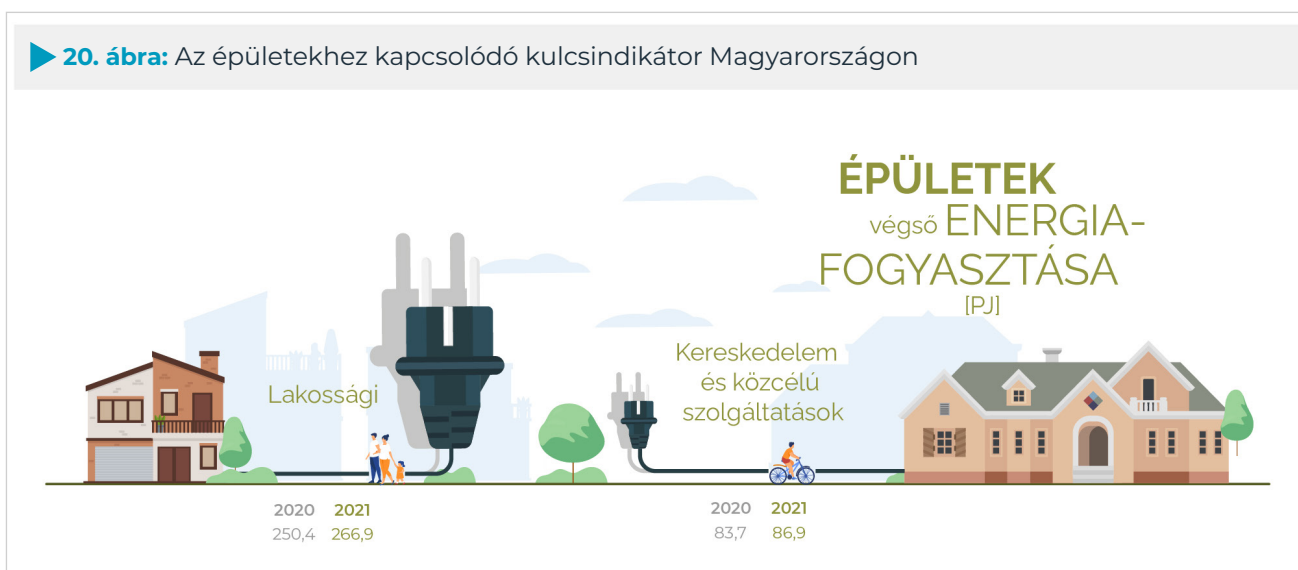 20. ábra: Az épületekhez kapcsolódó kulcsindikátor Magyarországon
ÉPÜLETEK
végső ENERGIA-
FOGYASZTÁSA
[PJ]
Lakossági
Kereskedelem
és közcélú
szolgáltatások
2020 2021
250,4 266,9
2020 2021
83,7 86,9